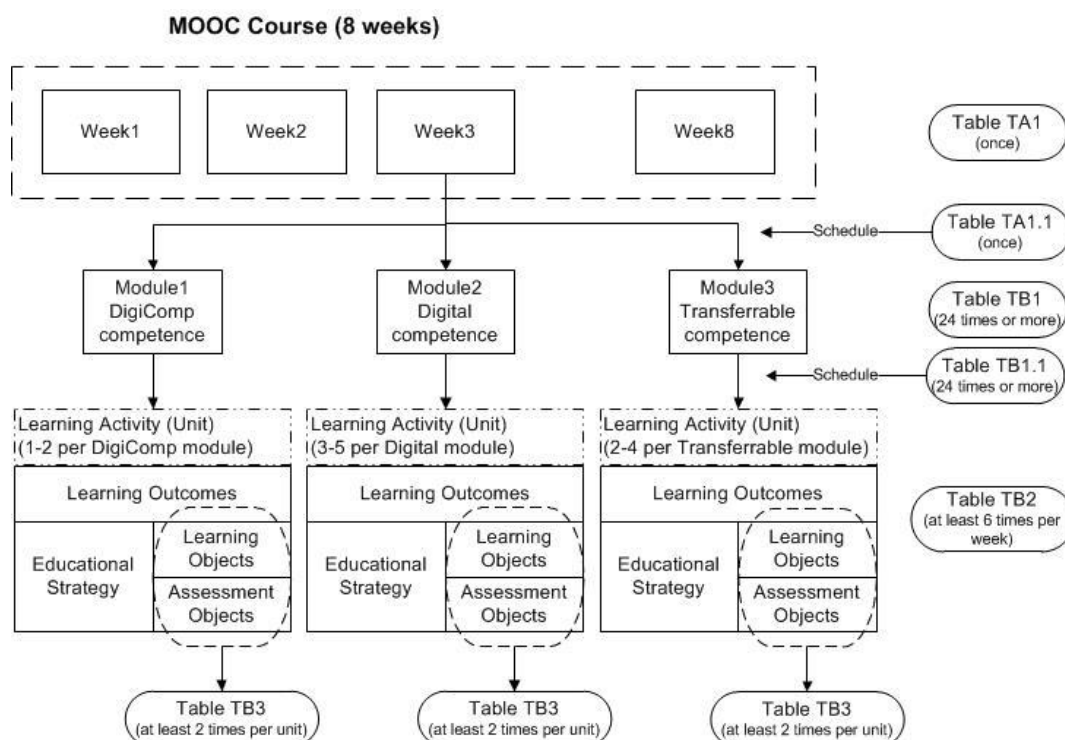 MOOC Course (8 weeks)
Week1
Week2
Week3
Week8
Table TA1
(once)
Schedule
Table TA1.1
(once)
Module1
DigiComp
competence
Module2
Digital
competence
Module3
Transferrable
competence
Table TB1
(24 times or more)
Schedule
Table TB1.1
(24 times or more)
Learning Activity (Unit)
(1-2 per DigiComp module)
Learning Activity (Unit)
(3-5 per Digital module)
Learning Activity (Unit)
(2-4 per Transferrable module)
Learning Outcomes
Learning Outcomes
Learning Outcomes
Table TB2
(at least 6 times per
week)
Educational
Strategy
Learning
Objects
Assessment
Objects
Educational
Strategy
Learning
Objects
Assessment
Objects
Educational
Strategy
Learning
Objects
Assessment
Objects
Table TB3
(at least 2 times per unit)
Table TB3
(at least 2 times per unit)
Table TB3
(at least 2 times per unit)